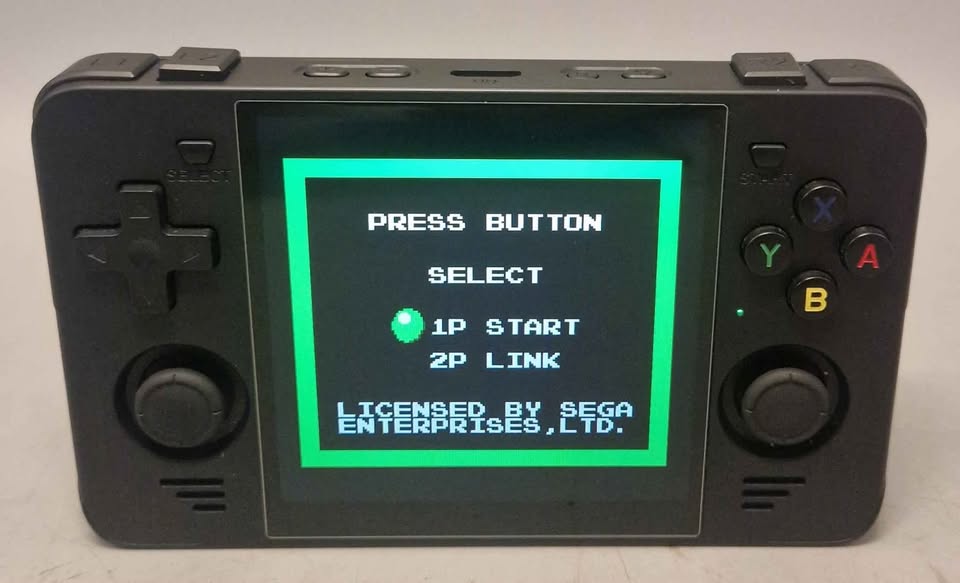 SELECT
START
X
Y
A
B
PRESS BUTTON
SELECT
1P START
2P LINK
LICENSED BY SEGA
ENTERPRISES,LTD.